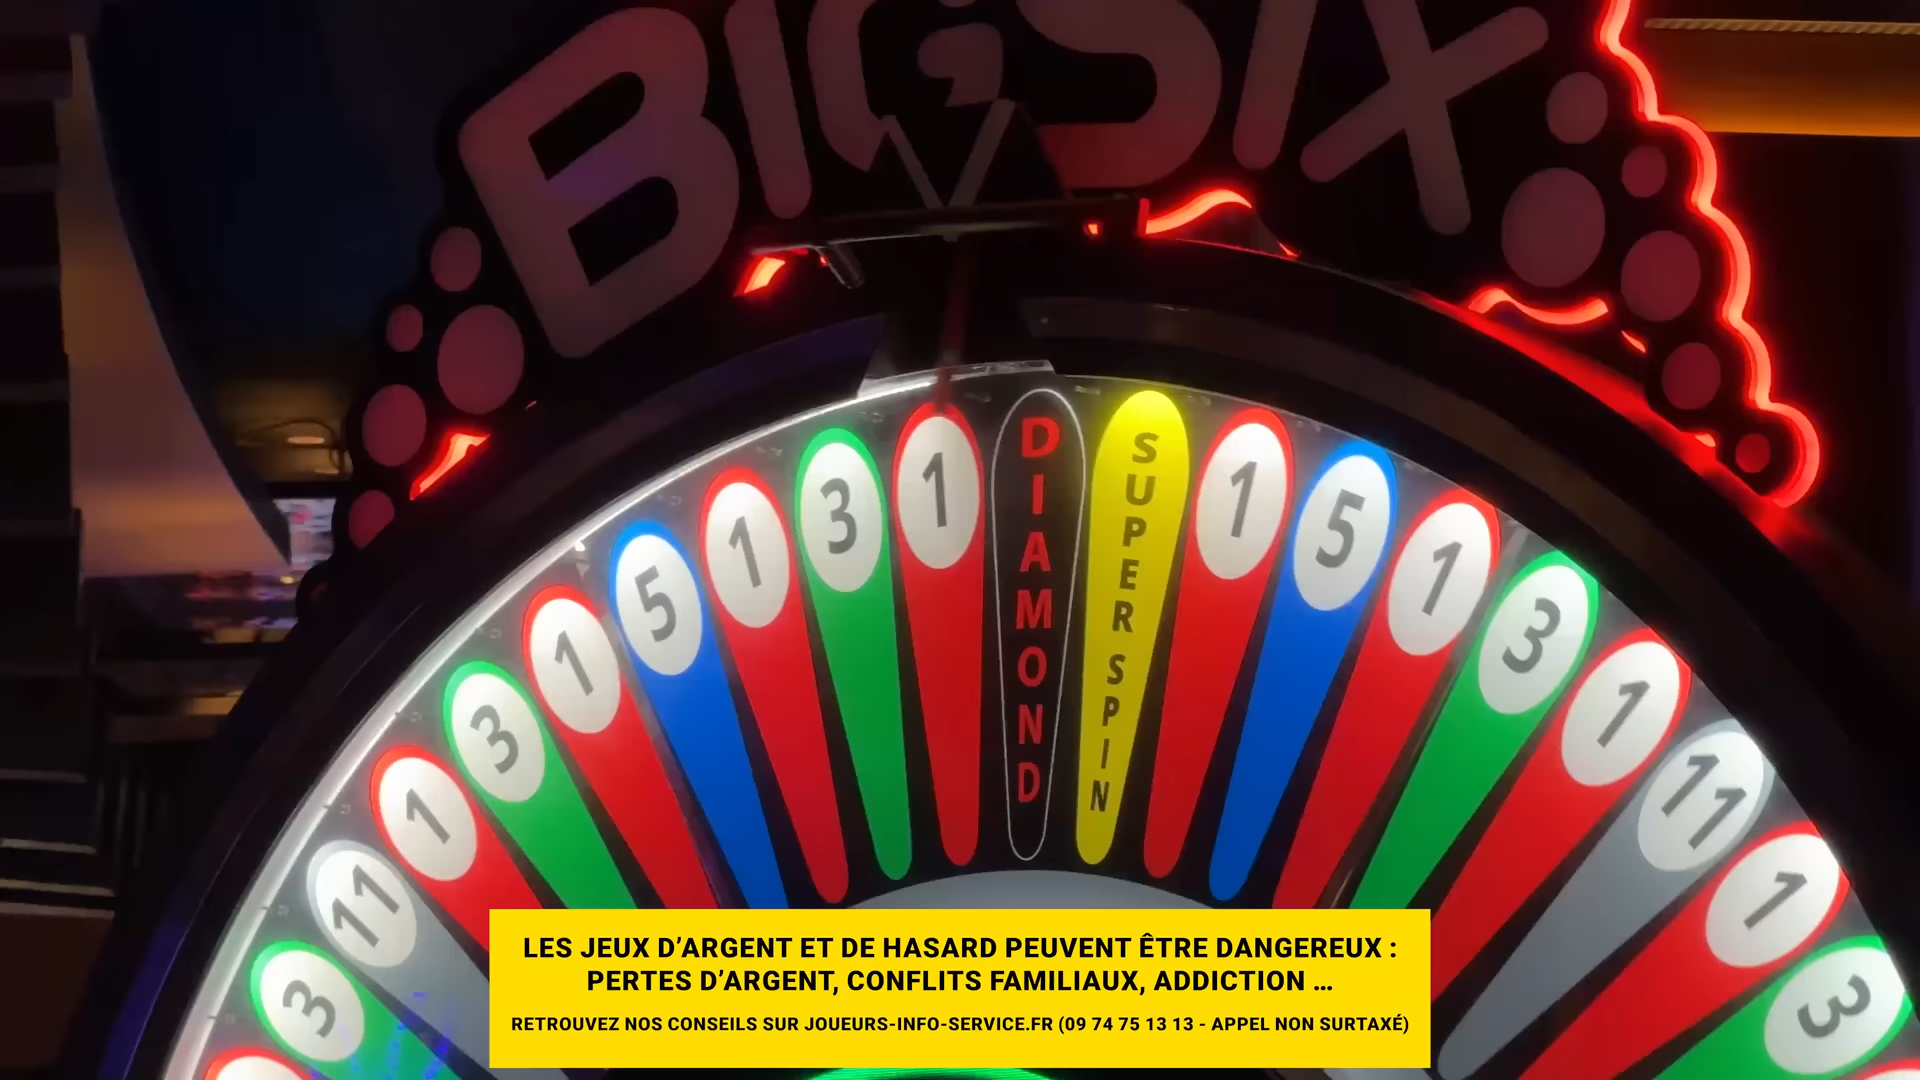 BIG SIX
3
11
1
3
1
5
1
3
1
DIAMOND
SUPER SPIN
1
5
1
3
1
11
1
3
LES JEUX D’ARGENT ET DE HASARD PEUVENT ÊTRE DANGEREUX :
PERTES D’ARGENT, CONFLITS FAMILIAUX, ADDICTION ...
RETROUVEZ NOS CONSEILS SUR JOUEURS-INFO-SERVICE.FR (09 74 75 13 13 - APPEL NON SURTAXÉ)